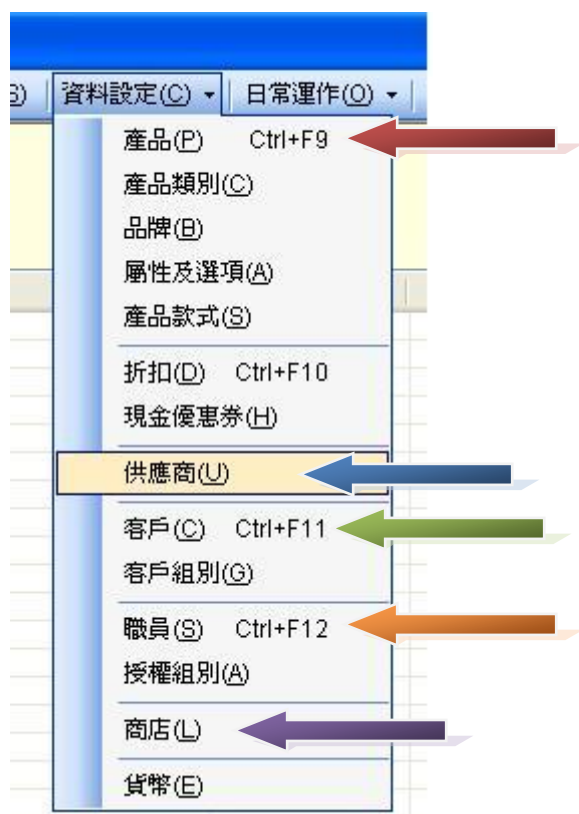 S) 資料設定(C) 日常運作(O)
產品(P) Ctrl+F9
產品類別(C)
品牌(B)
屬性及選項(A)
產品款式(S)
折扣(D) Ctrl+F10
現金優惠券(H)
供應商(U)
客戶(C) Ctrl+F11
客戶組別(G)
職員(S) Ctrl+F12
授權組別(A)
商店(L)
貨幣(E)